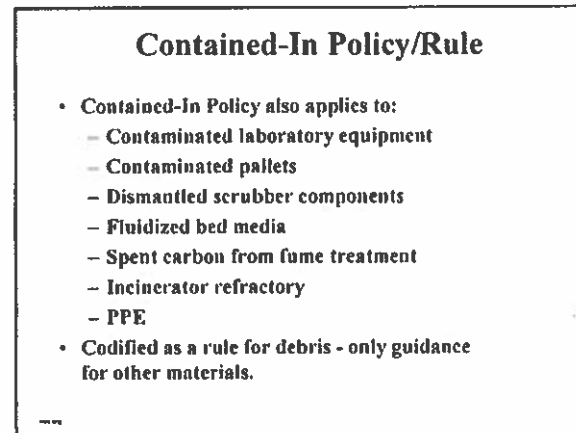 Contained-In Policy/Rule
• Contained-In Policy also applies to:
– Contaminated laboratory equipment
– Contaminated pallets
– Dismantled scrubber components
– Fluidized bed media
– Spent carbon from fume treatment
– Incinerator refractory
– PPE
• Codified as a rule for debris - only guidance
for other materials.